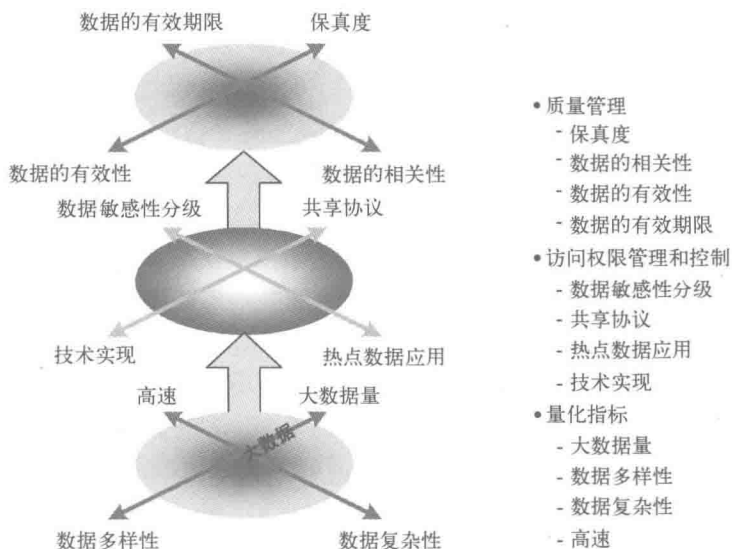 数据的有效期限 保真度
数据的有效性 数据的相关性
数据敏感性分级 共享协议
技术实现 热点数据应用
高速 大数据量
大数据
数据多样性 数据复杂性
• 质量管理
- 保真度
- 数据的相关性
- 数据的有效性
- 数据的有效期限
• 访问权限管理和控制
- 数据敏感性分级
- 共享协议
- 热点数据应用
- 技术实现
• 量化指标
- 大数据量
- 数据多样性
- 数据复杂性
- 高速